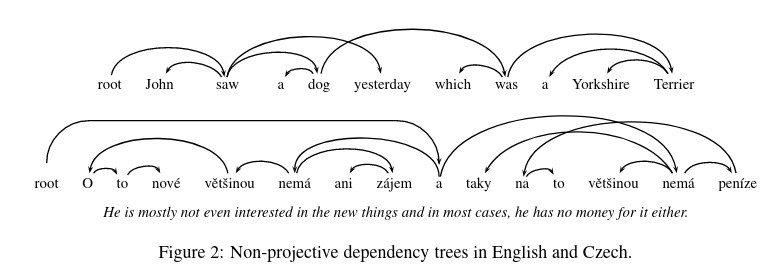 root John saw a dog yesterday which was a Yorkshire Terrier
root O to nové většinou nemá ani zájem a taky na to většinou nemá peníze
He is mostly not even interested in the new things and in most cases, he has no money for it either.
Figure 2: Non-projective dependency trees in English and Czech.